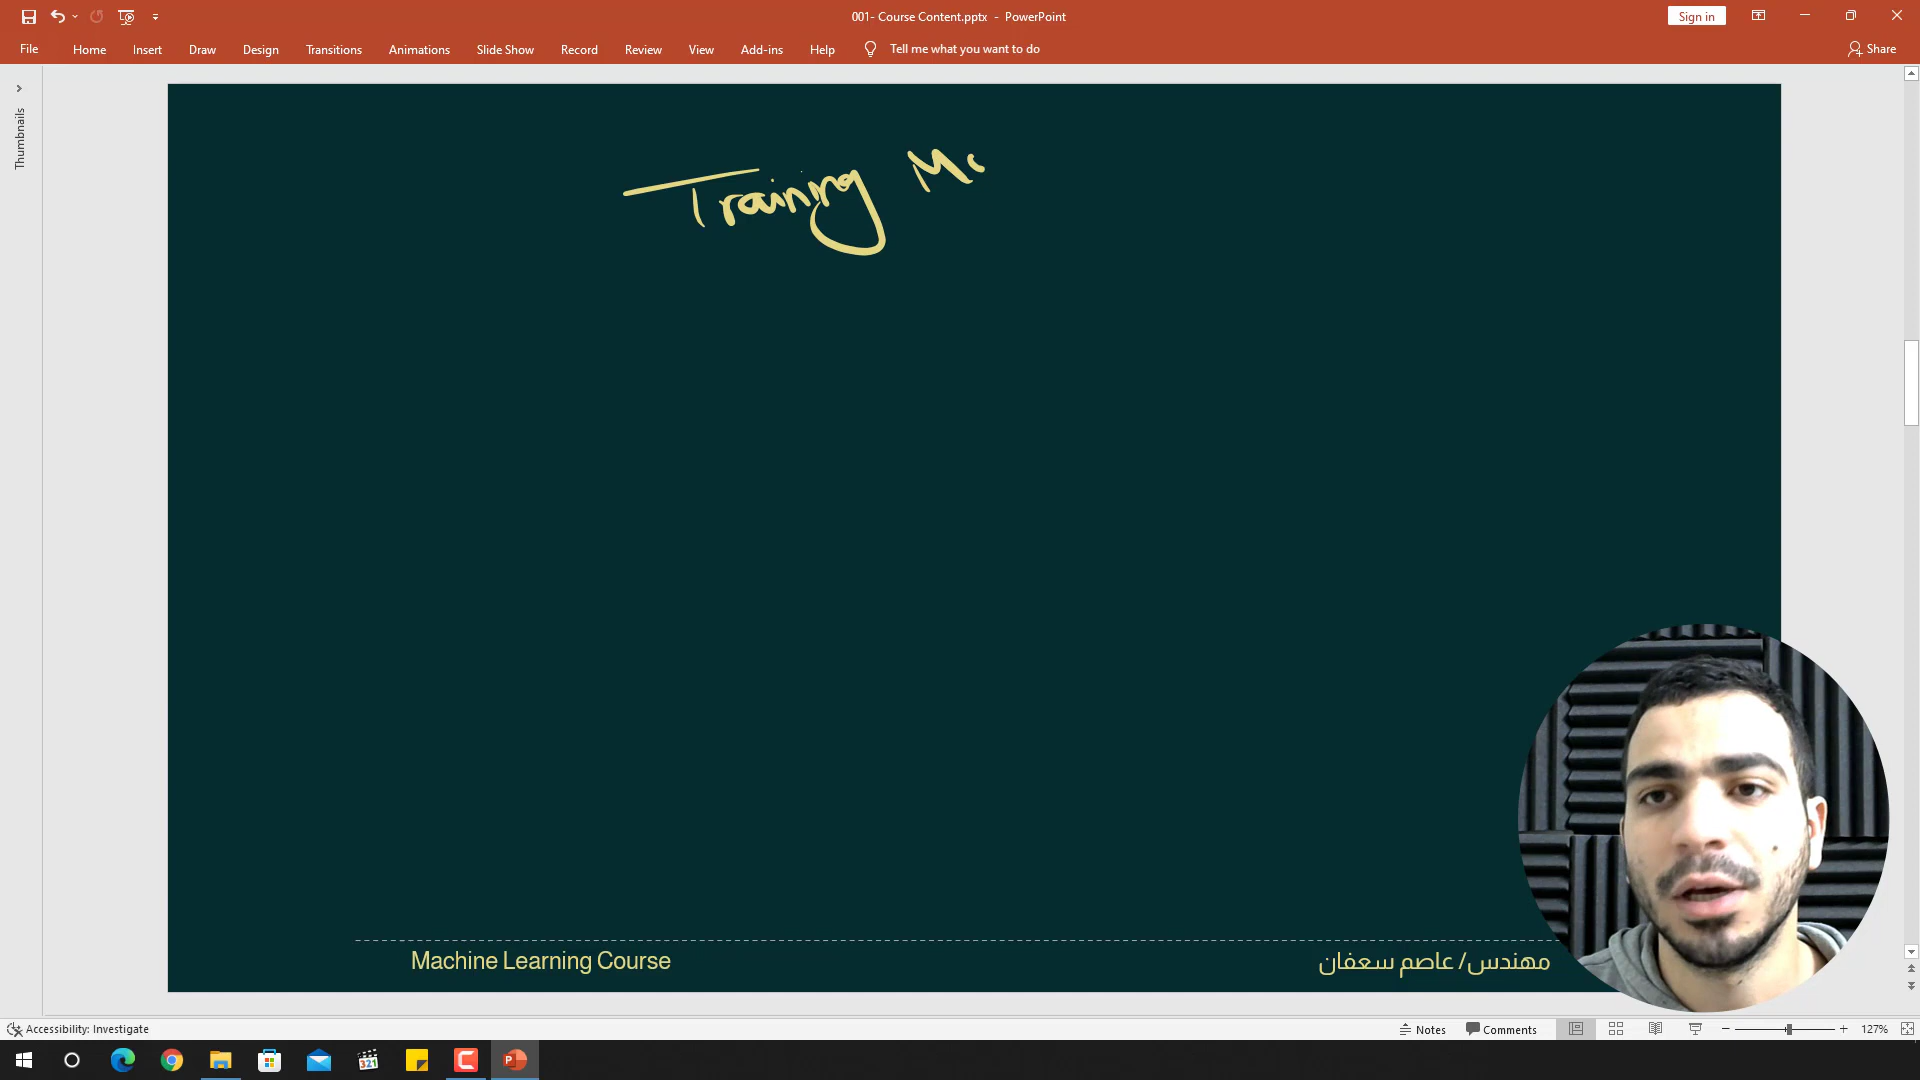 001- Course Content.pptx - PowerPoint
Sign in
File Home Insert Draw Design Transitions Animations Slide Show Record Review View Add-ins Help Tell me what you want to do Share
Thumbnails
Training Mo
Machine Learning Course
مهندس/ عاصم سعفان
Accessibility: Investigate Notes Comments 127%
321
P